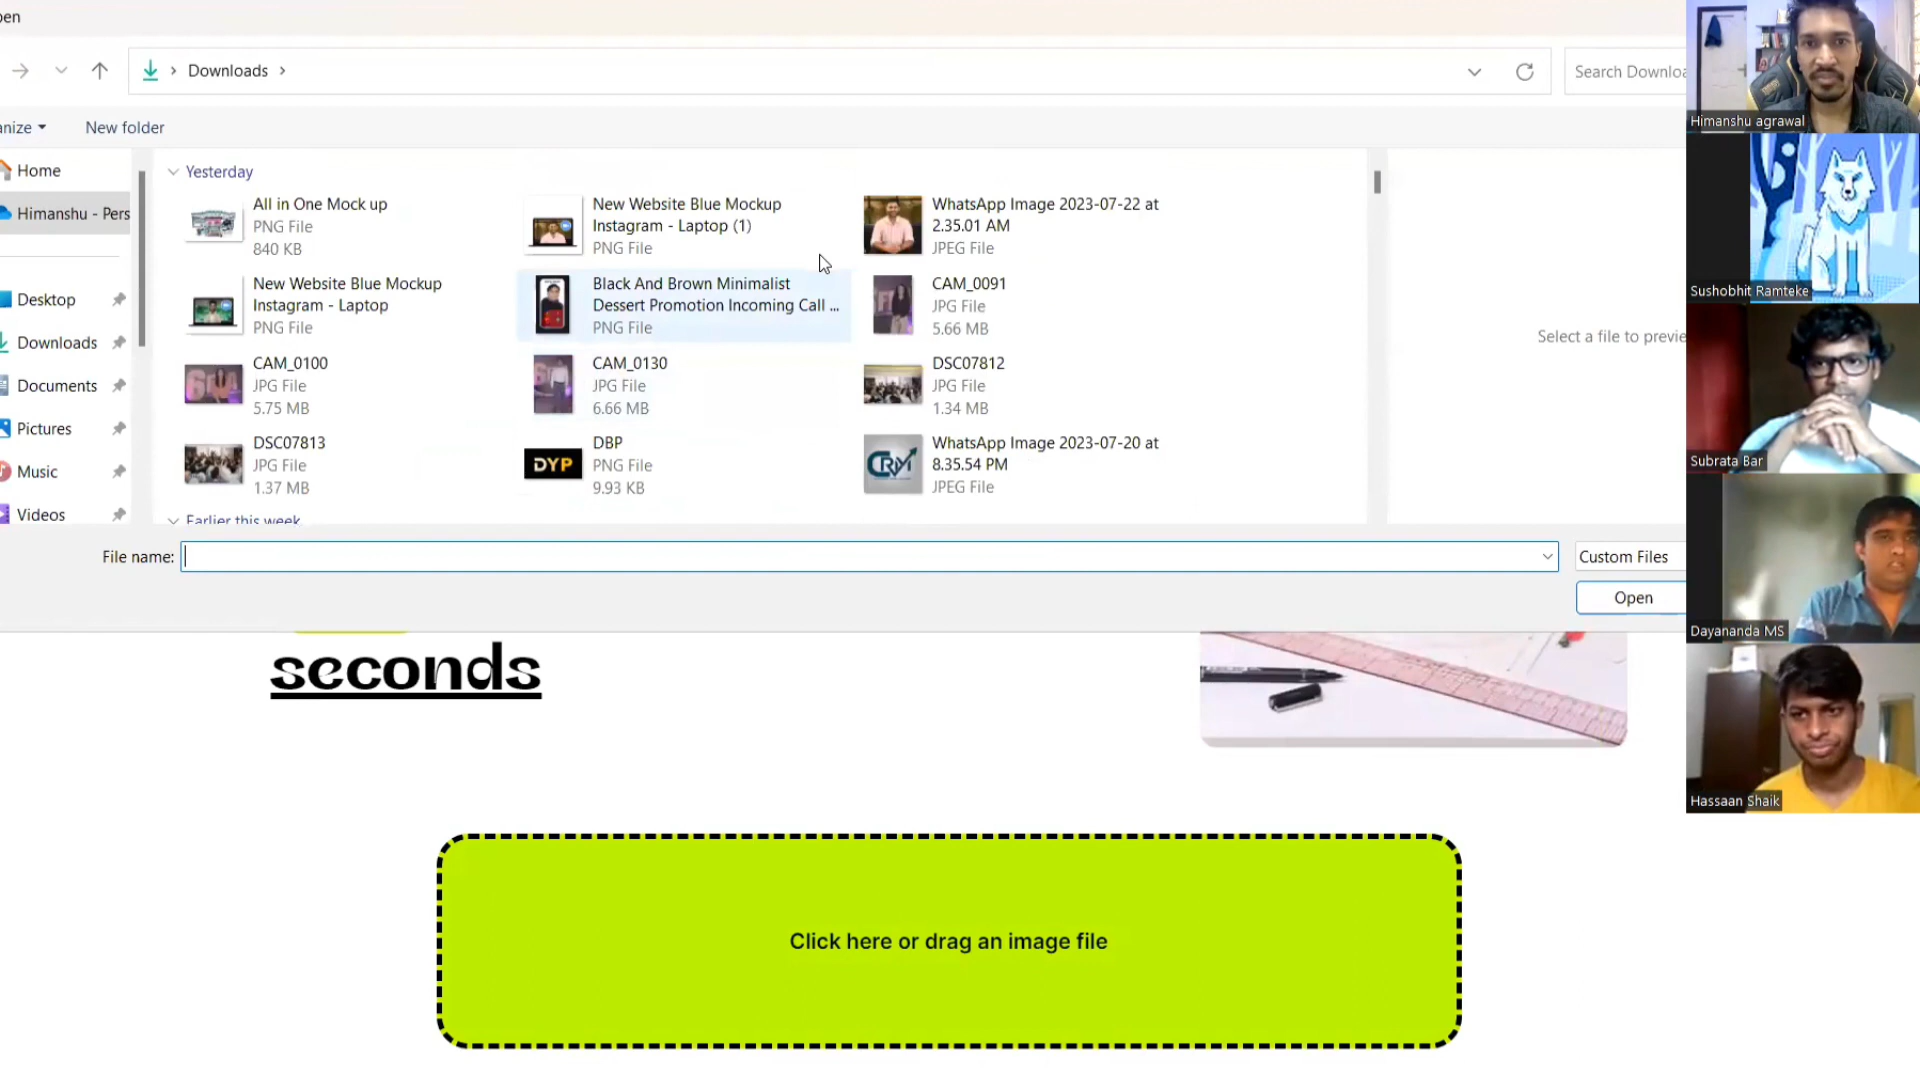 pen
Downloads
Search Downloa
anize
New folder
Home
Himanshu - Pers
Desktop
Downloads
Documents
Pictures
Music
Videos
Yesterday
All in One Mock up
PNG File
840 KB
New Website Blue Mockup
Instagram - Laptop (1)
PNG File
WhatsApp Image 2023-07-22 at
2.35.01 AM
JPEG File
New Website Blue Mockup
Instagram - Laptop
PNG File
Black And Brown Minimalist
Dessert Promotion Incoming Call ...
PNG File
CAM_0091
JPG File
5.66 MB
CAM_0100
JPG File
5.75 MB
CAM_0130
JPG File
6.66 MB
DSC07812
JPG File
1.34 MB
DSC07813
JPG File
1.37 MB
DYP
DBP
PNG File
9.93 KB
CRM
WhatsApp Image 2023-07-20 at
8.35.54 PM
JPEG File
Earlier this week
Select a file to previe
File name:
Custom Files
Open
seconds
Click here or drag an image file
Himanshu agrawal
Sushobhit Ramteke
Subrata Bar
Dayananda MS
Hassaan Shaik